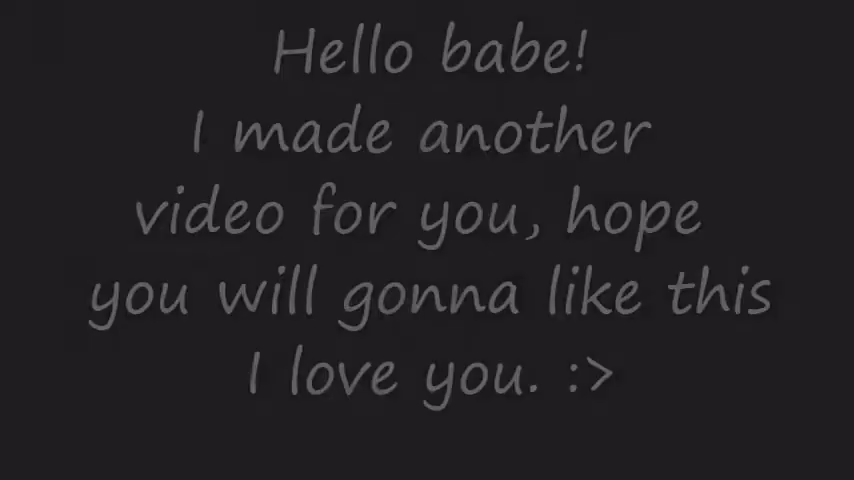 Hello babe!
I made another
video for you, hope
you will gonna like this
I love you. :>